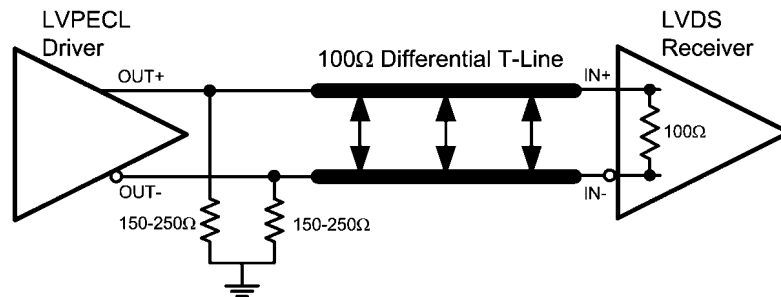 LVPECL
Driver
LVDS
Receiver
100Ω Differential T-Line
OUT+
IN+
100Ω
OUT-
IN-
150-250Ω
150-250Ω